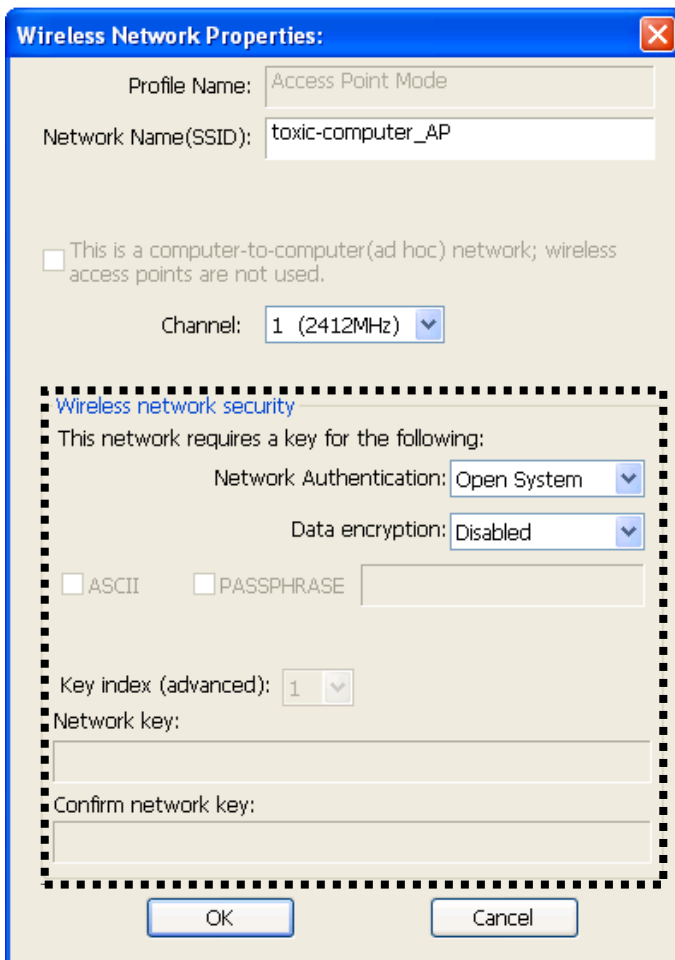 Wireless Network Properties:
Profile Name: Access Point Mode
Network Name(SSID): toxic-computer_AP
This is a computer-to-computer(ad hoc) network; wireless
access points are not used.
Channel: 1 (2412MHz)
Wireless network security
This network requires a key for the following:
Network Authentication: Open System
Data encryption: Disabled
ASCII PASSPHRASE
Key index (advanced): 1
Network key:
Confirm network key:
OK Cancel